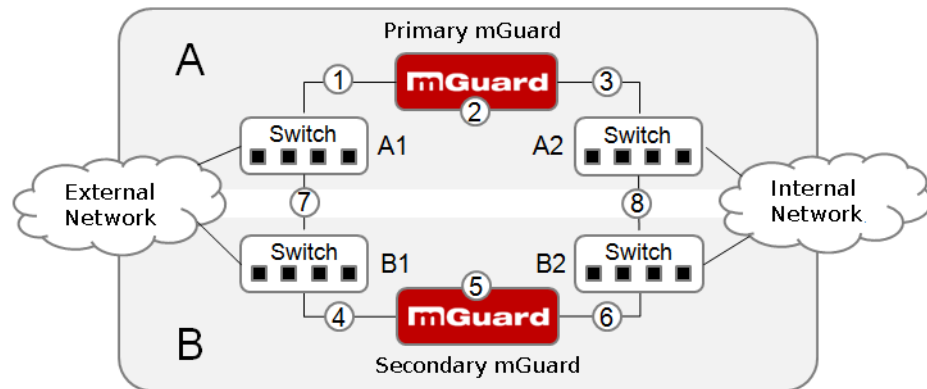 Primary mGuard
A
1
mGuard
3
2
Switch
A1
A2
Switch
External
Network
7
8
Internal
Network
Switch
B1
B2
Switch
5
4
mGuard
6
B
Secondary mGuard